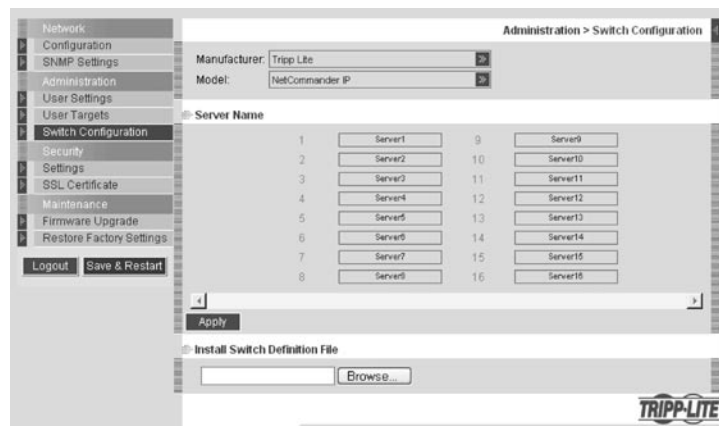 Network
Configuration
SNMP Settings
Administration
User Settings
User Targets
Switch Configuration
Security
Settings
SSL Certificate
Maintenance
Firmware Upgrade
Restore Factory Settings
Logout Save & Restart
Administration > Switch Configuration
Manufacturer: Tripp Lite
Model: NetCommander IP
Server Name
1 Server1 9 Server9
2 Server2 10 Server10
3 Server3 11 Server11
4 Server4 12 Server12
5 Server5 13 Server13
6 Server6 14 Server14
7 Server7 15 Server15
8 Server8 16 Server16
Apply
Install Switch Definition File
Browse...
TRIPP-LITE